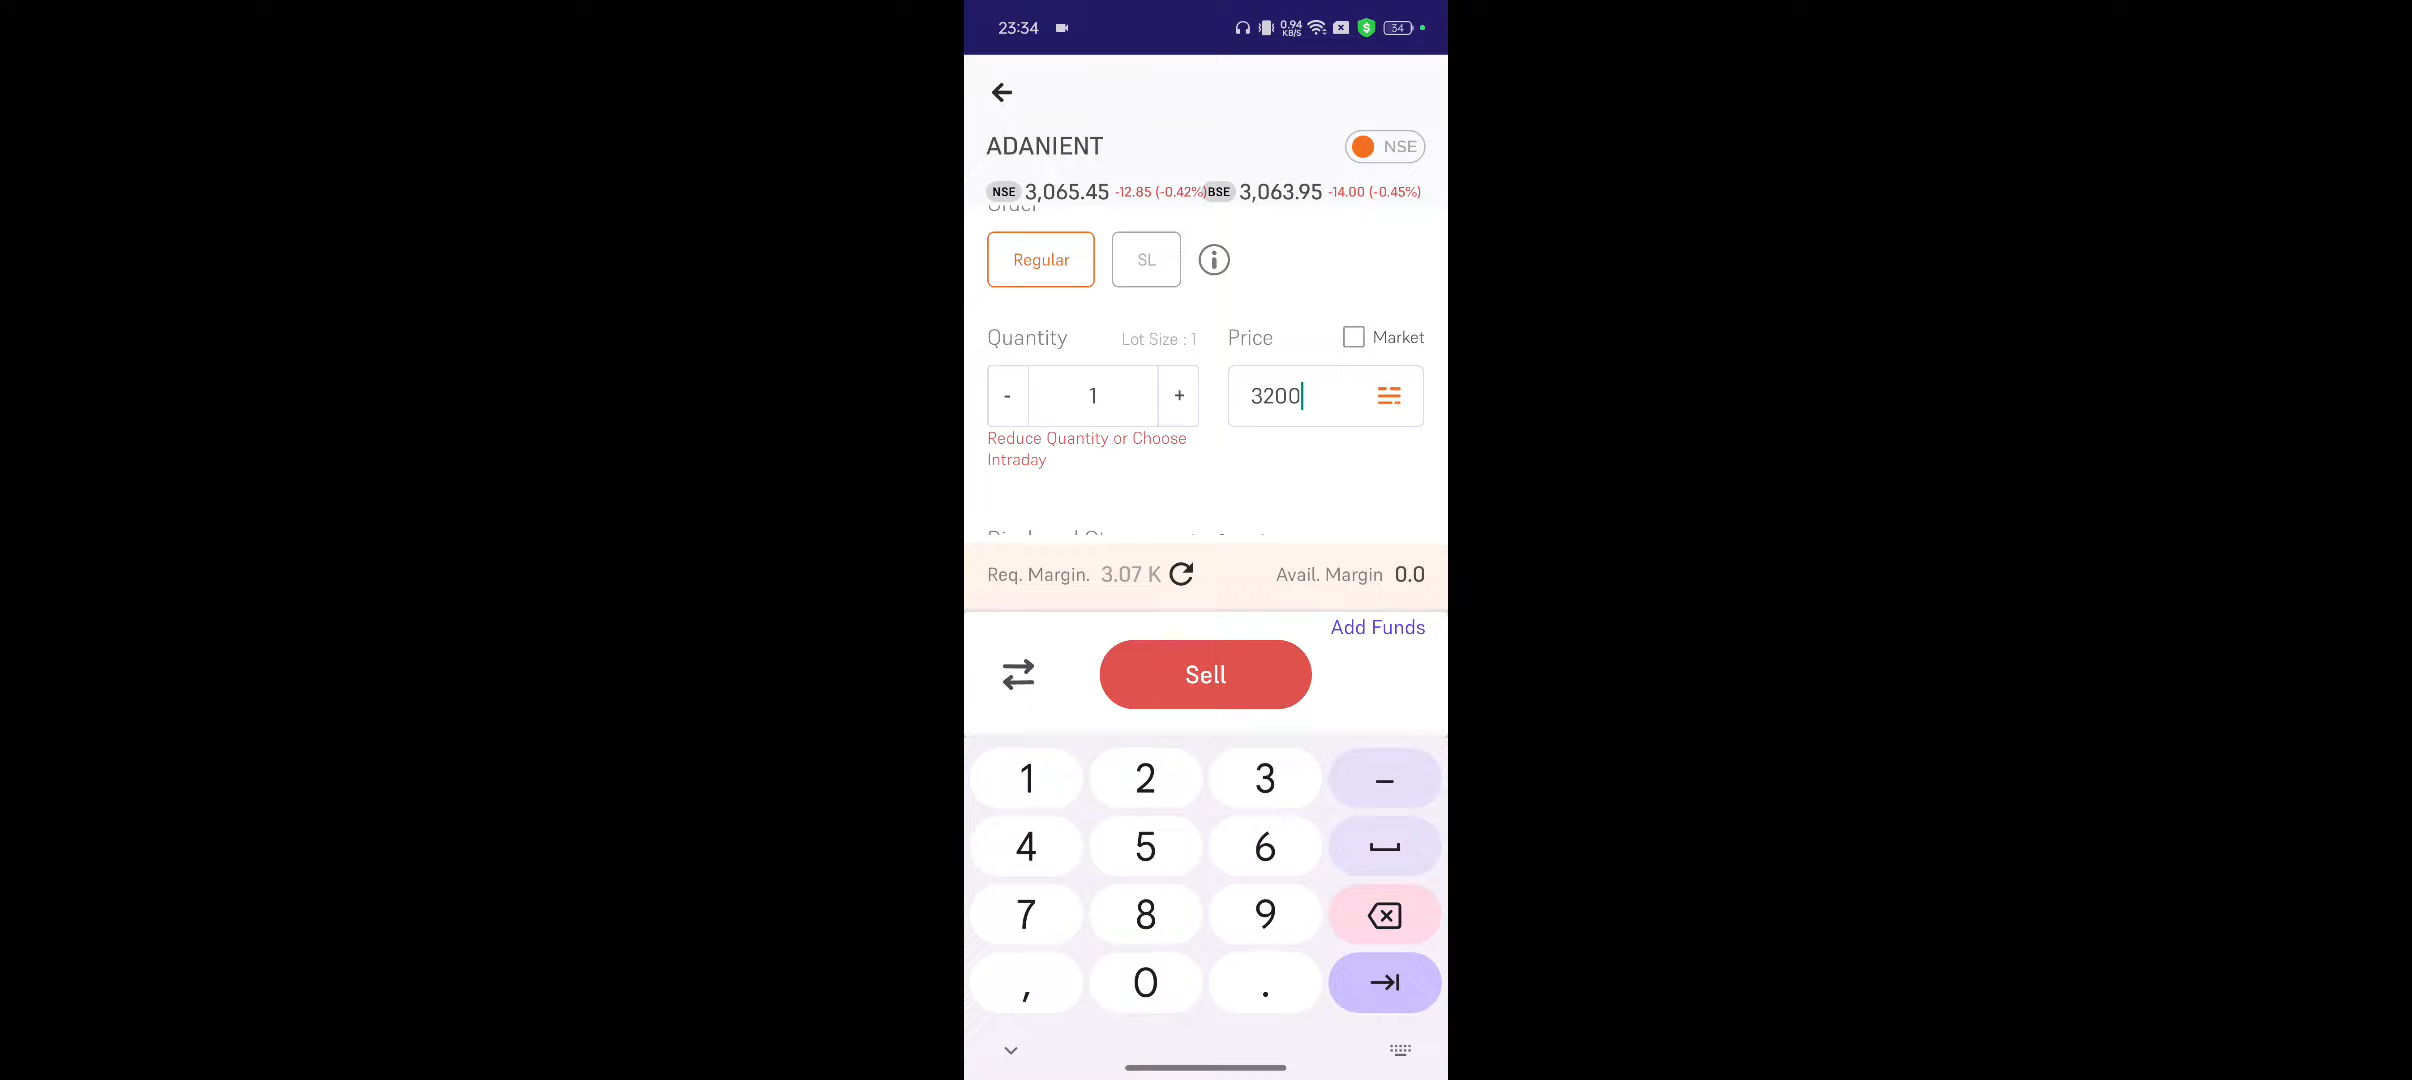 23:34 0.94 KB/S 34
ADANIENT NSE
NSE 3,065.45 -12.85 (-0.42%) BSE 3,063.95 -14.00 (-0.45%)
Order
Regular SL
Quantity Lot Size : 1 Price Market
- 1 + 3200
Reduce Quantity or Choose
Intraday
Req. Margin. 3.07 K Avail. Margin 0.0
Add Funds
Sell
1 2 3 -
4 5 6
7 8 9
, 0 .